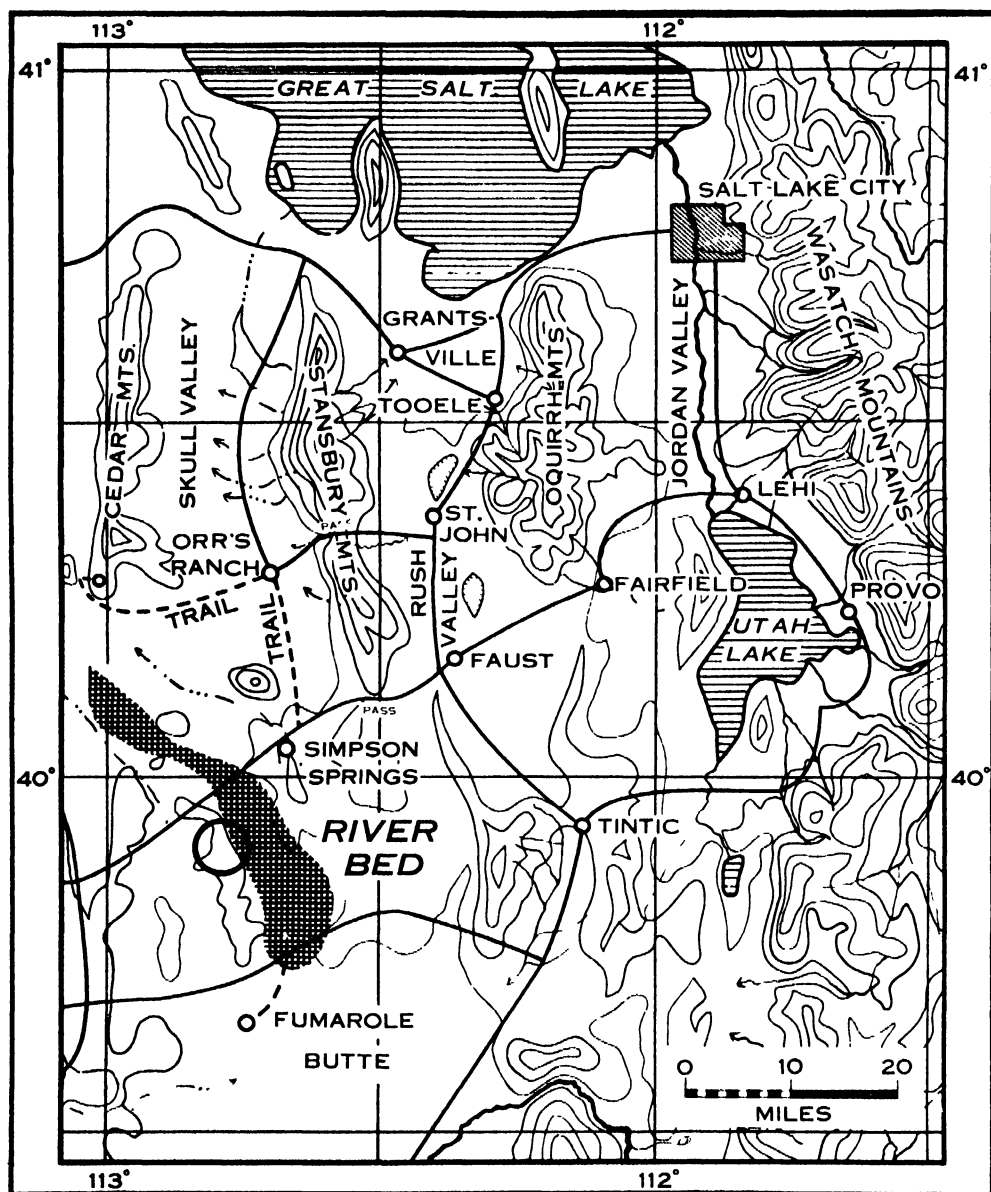 113°
112°
41°
41°
GREAT SALT LAKE
SALT LAKE CITY
WASATCH MOUNTAINS
JORDAN VALLEY
GRANTS-
VILLE
CEDAR MTS.
SKULL VALLEY
STANSBURY MTS.
OQUIRRH MTS.
TOOELE
LEHI
ST.
JOHN
PASS
ORR'S
RANCH
RUSH VALLEY
FAIRFIELD
PROVO
TRAIL
TRAIL
UTAH
LAKE
FAUST
PASS
SIMPSON
SPRINGS
40°
40°
RIVER
BED
TINTIC
FUMAROLE
BUTTE
0 10 20
MILES
113°
112°